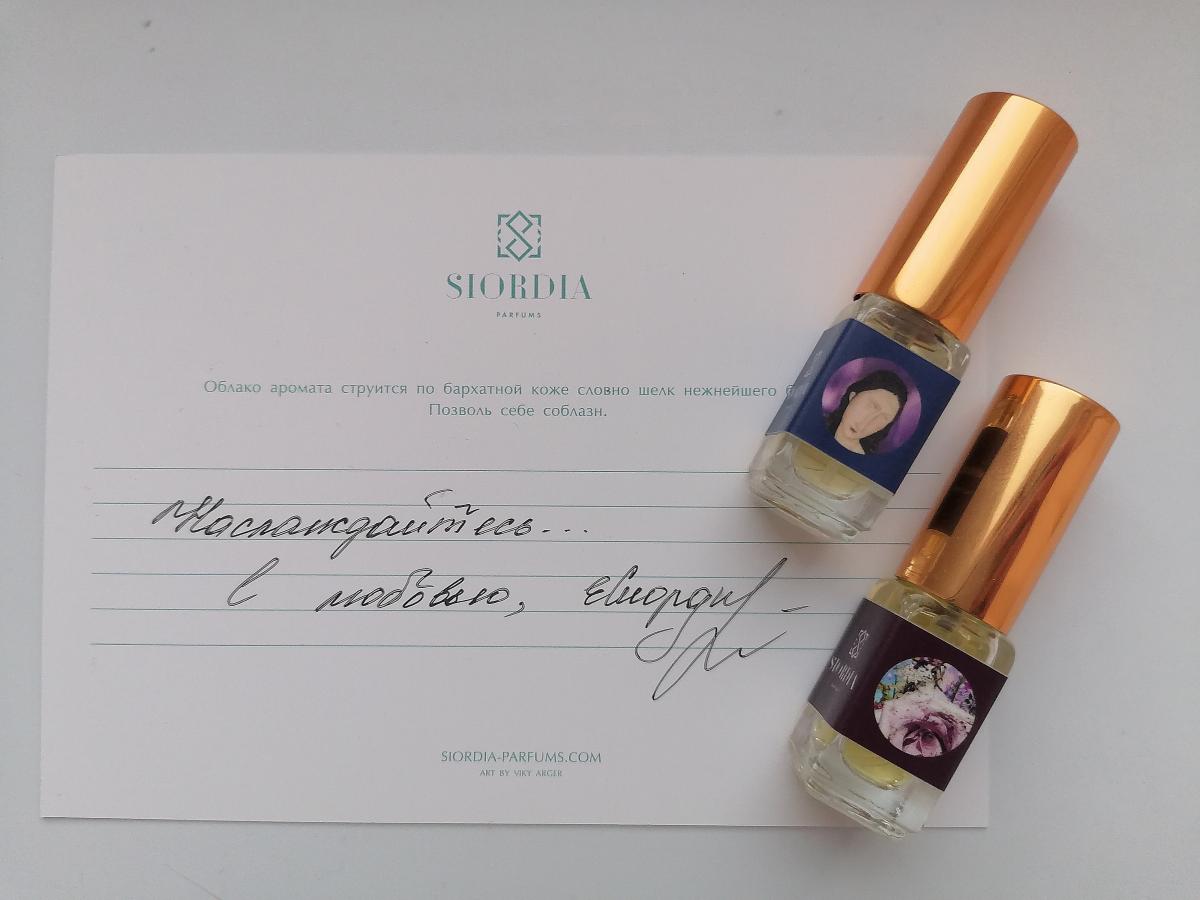 SIORDIA
PARFUMS
Облако аромата струится по бархатной коже словно шелк нежнейшего
Позволь себе соблазн.
Наслаждайтесь...
С любовью,
SIORDIA-PARFUMS.COM
ART BY VIKY ARGER
SIORDIA